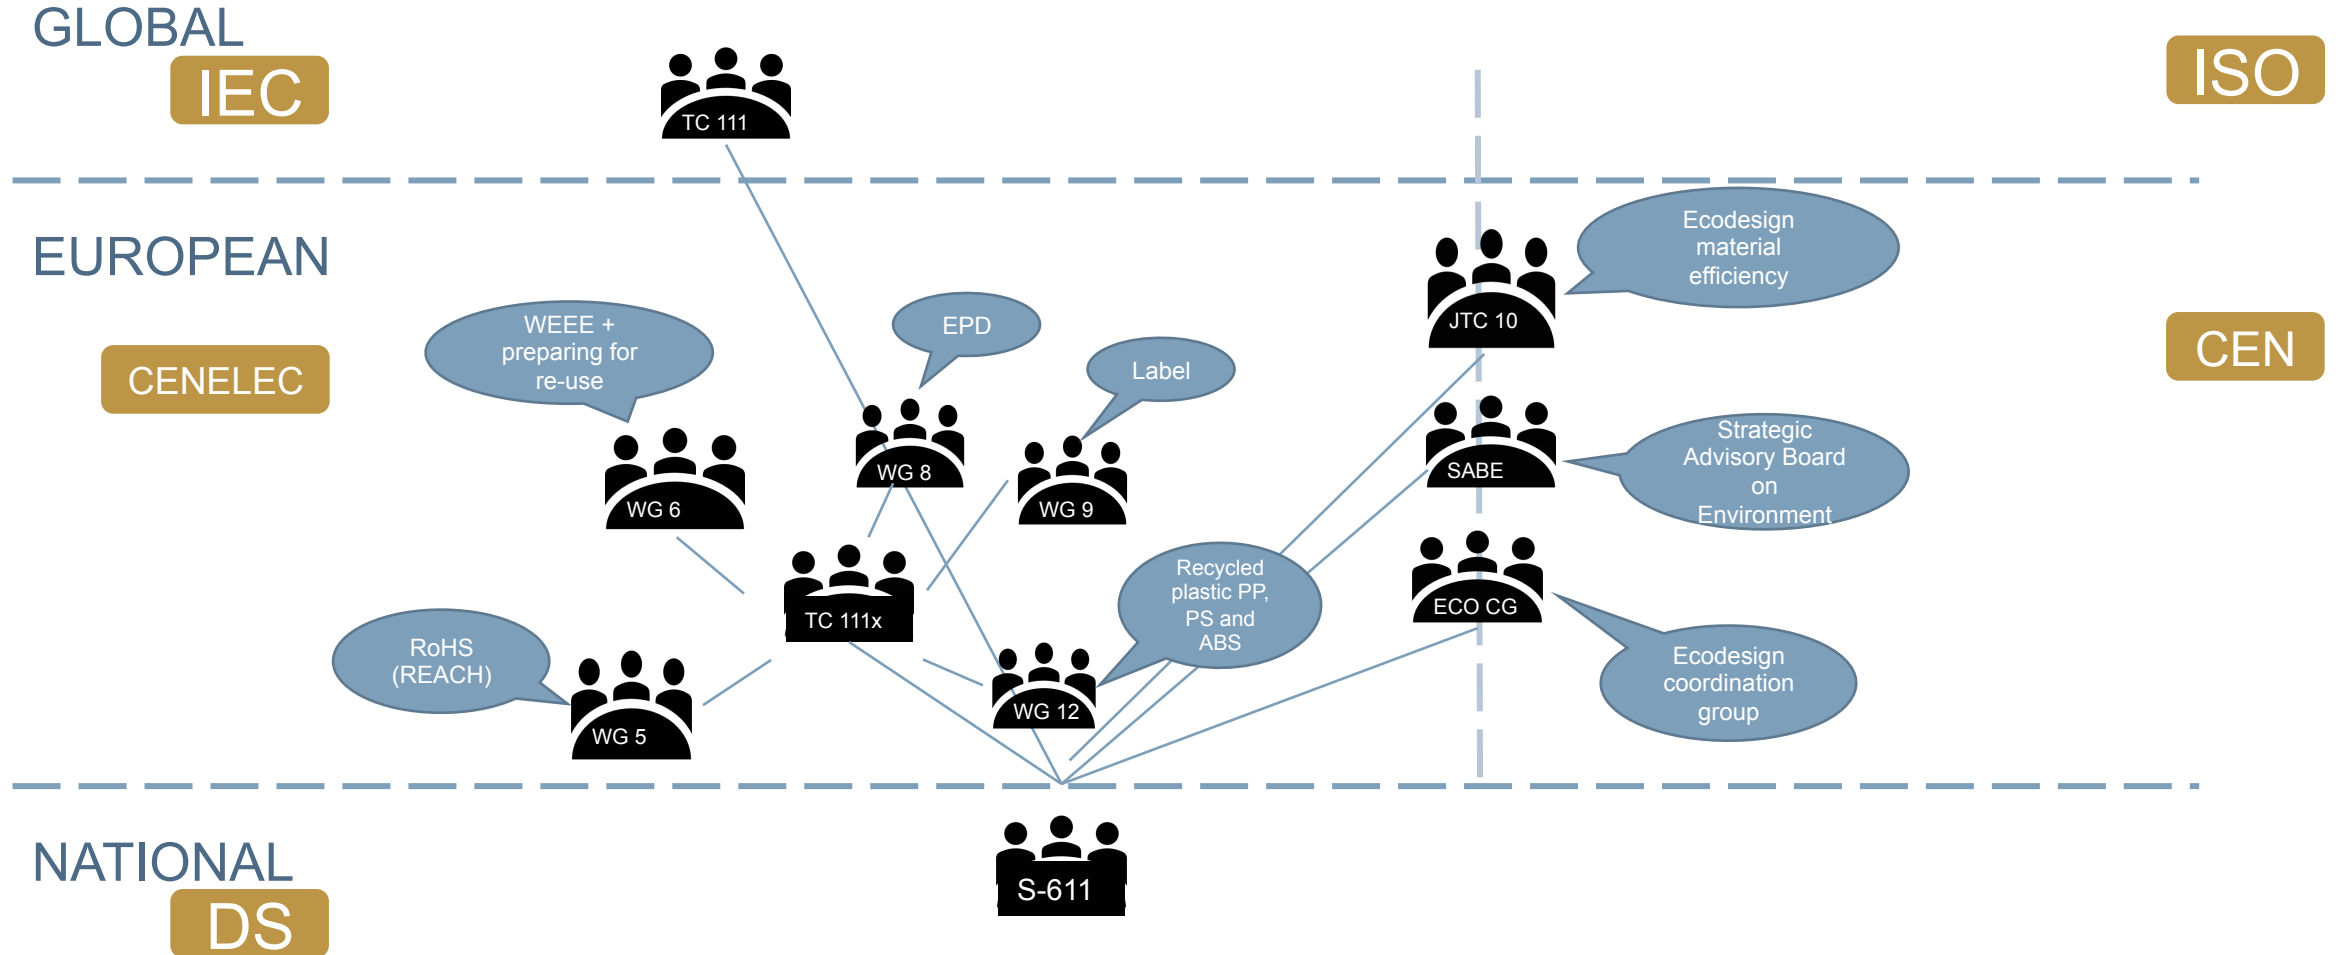 GLOBAL
IEC
ISO
TC 111
EUROPEAN
CENELEC
CEN
Ecodesign
material
efficiency
JTC 10
WEEE +
preparing for
re-use
EPD
Label
WG 6
WG 8
WG 9
SABE
Strategic
Advisory Board
on
Environment
TC 111x
Recycled
plastic PP,
PS and
ABS
ECO CG
RoHS
(REACH)
WG 5
WG 12
Ecodesign
coordination
group
NATIONAL
DS
S-611